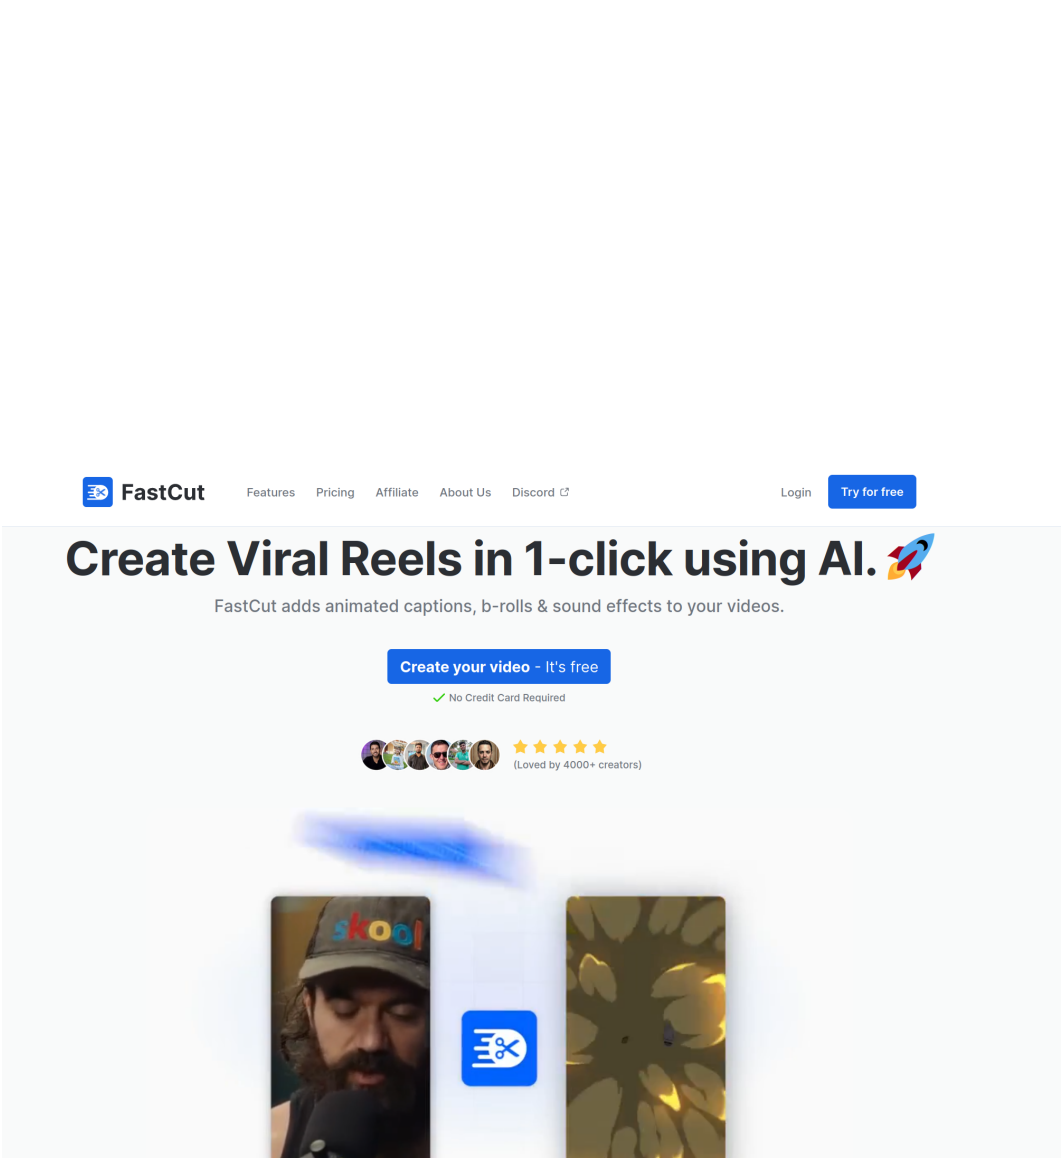 FastCut
Features
Pricing
Affiliate
About Us
Discord
Login
Try for free
Create Viral Reels in 1-click using AI.
FastCut adds animated captions, b-rolls & sound effects to your videos.
Create your video - It's free
No Credit Card Required
(Loved by 4000+ creators)
skool